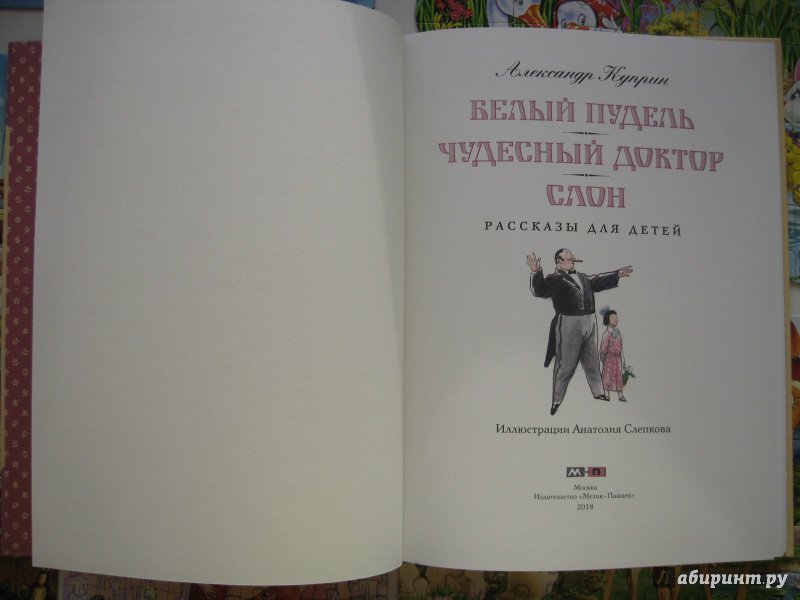 Александр Куприн
БЕЛЫЙ ПУДЕЛЬ
ЧУДЕСНЫЙ ДОКТОР
СЛОН
РАССКАЗЫ ДЛЯ ДЕТЕЙ
Иллюстрации Анатолия Слепкова
М-П
Москва
Издательство «Мелик-Пашаев»
2018
абиринт.ру